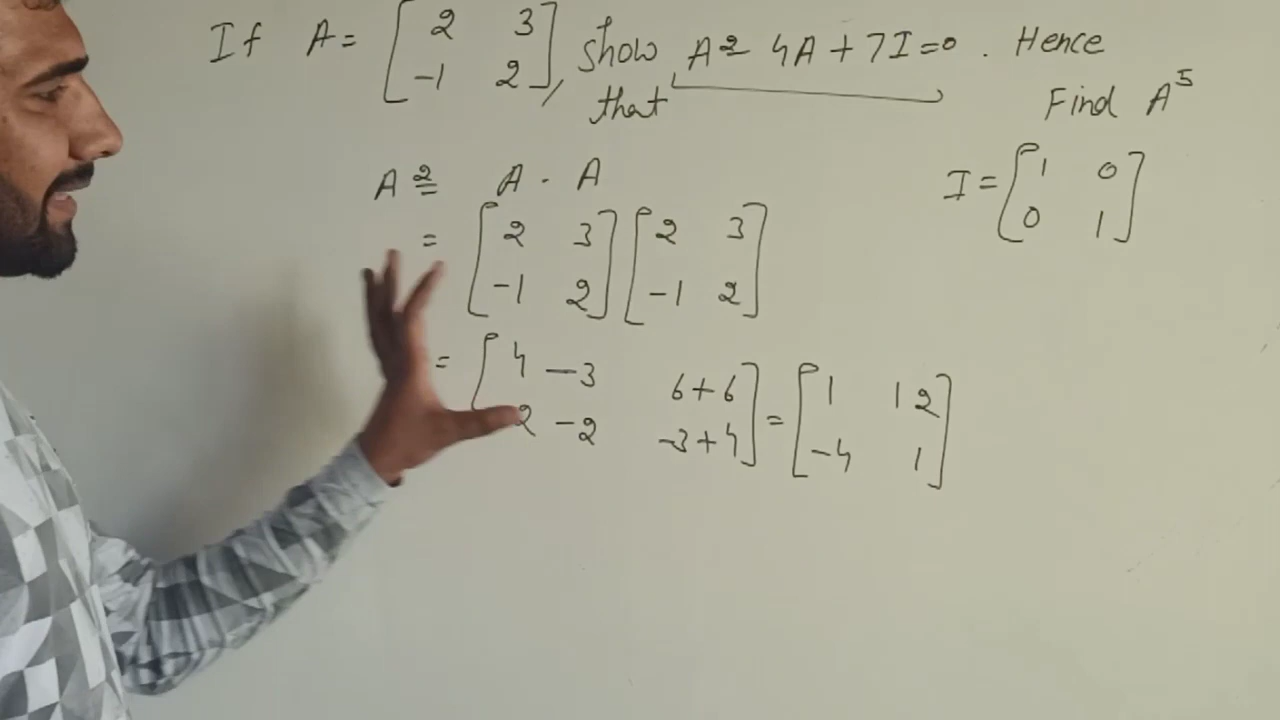 If A = [ 2 3 ; -1 2 ], show that A2 4A + 7I = 0. Hence
Find A^5
I = [ 1 0 ; 0 1 ]
A2 = A . A
= [ 2 3 ; -1 2 ] [ 2 3 ; -1 2 ]
= [ 4 - 3 6 + 6 ; 2 - 2 -3 + 4 ] = [ 1 12 ; -4 1 ]